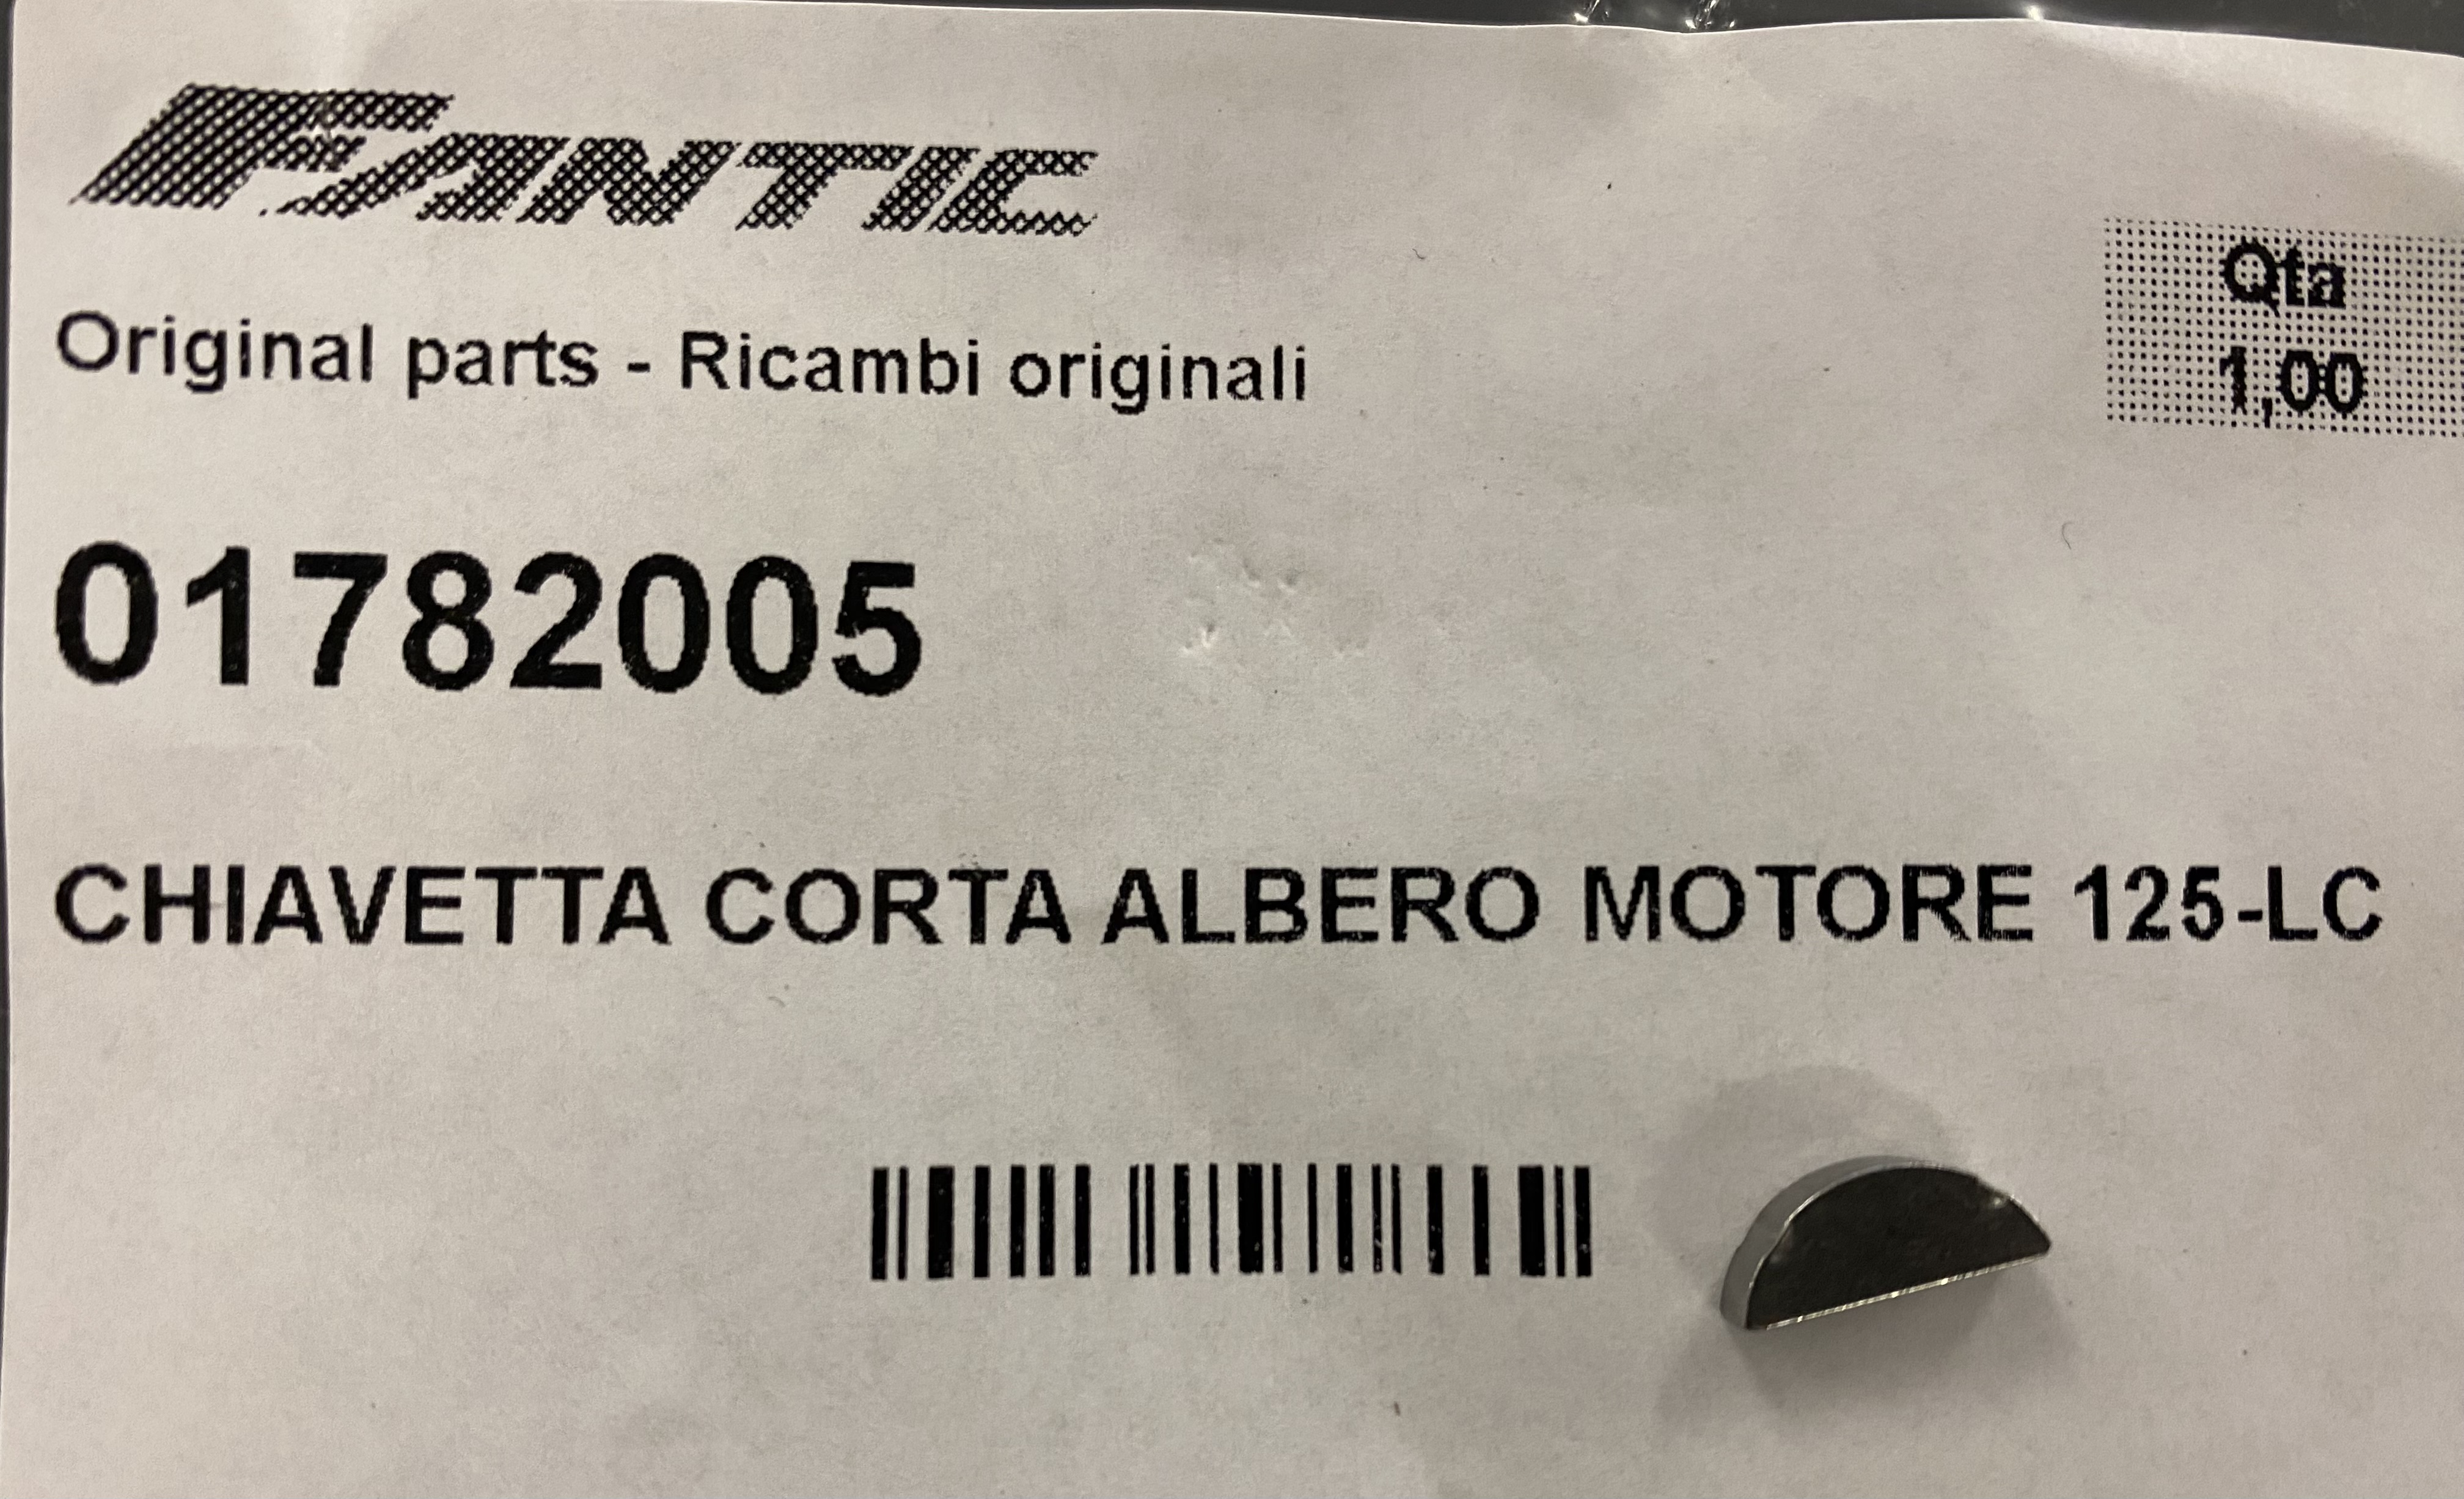 FANTIC
Original parts - Ricambi originali
Qta
1,00
01782005
CHIAVETTA CORTA ALBERO MOTORE 125-LC